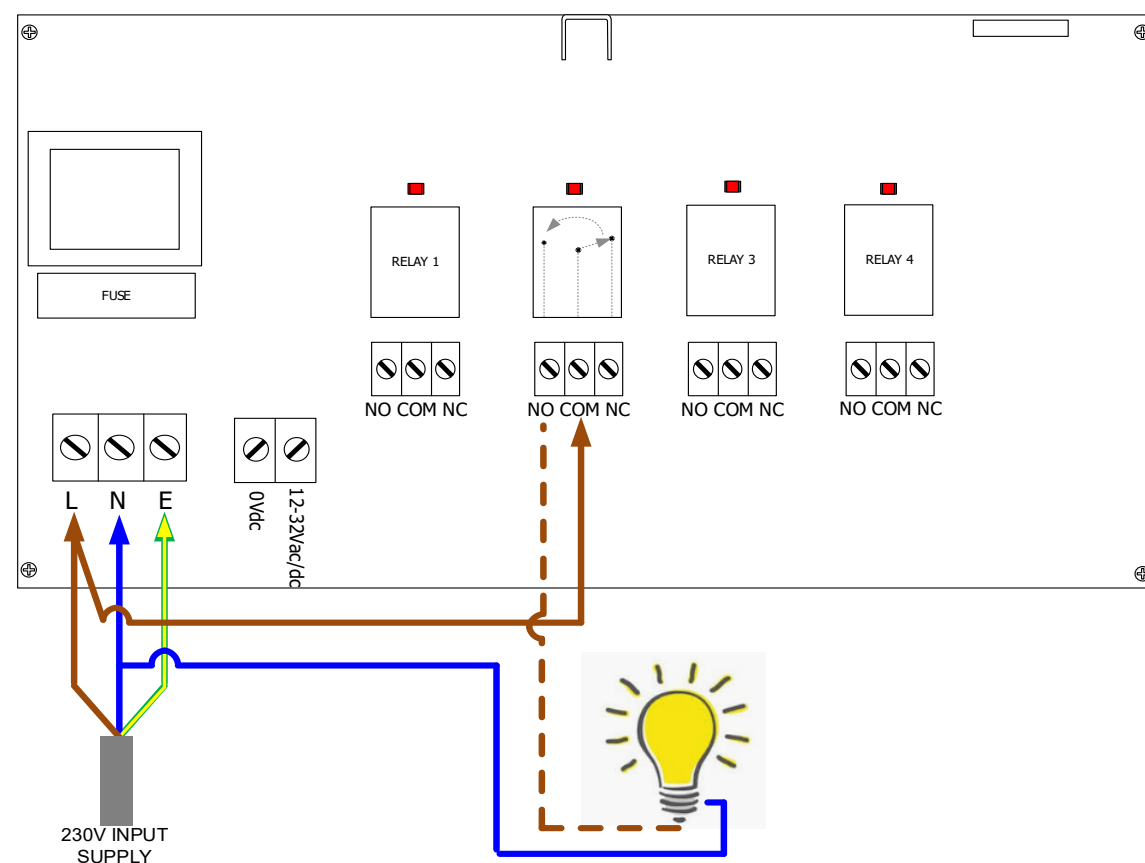 RELAY 1
RELAY 3
RELAY 4
FUSE
NO COM NC
NO COM NC
NO COM NC
NO COM NC
L N E
0Vdc
12-32Vac/dc
230V INPUT
SUPPLY